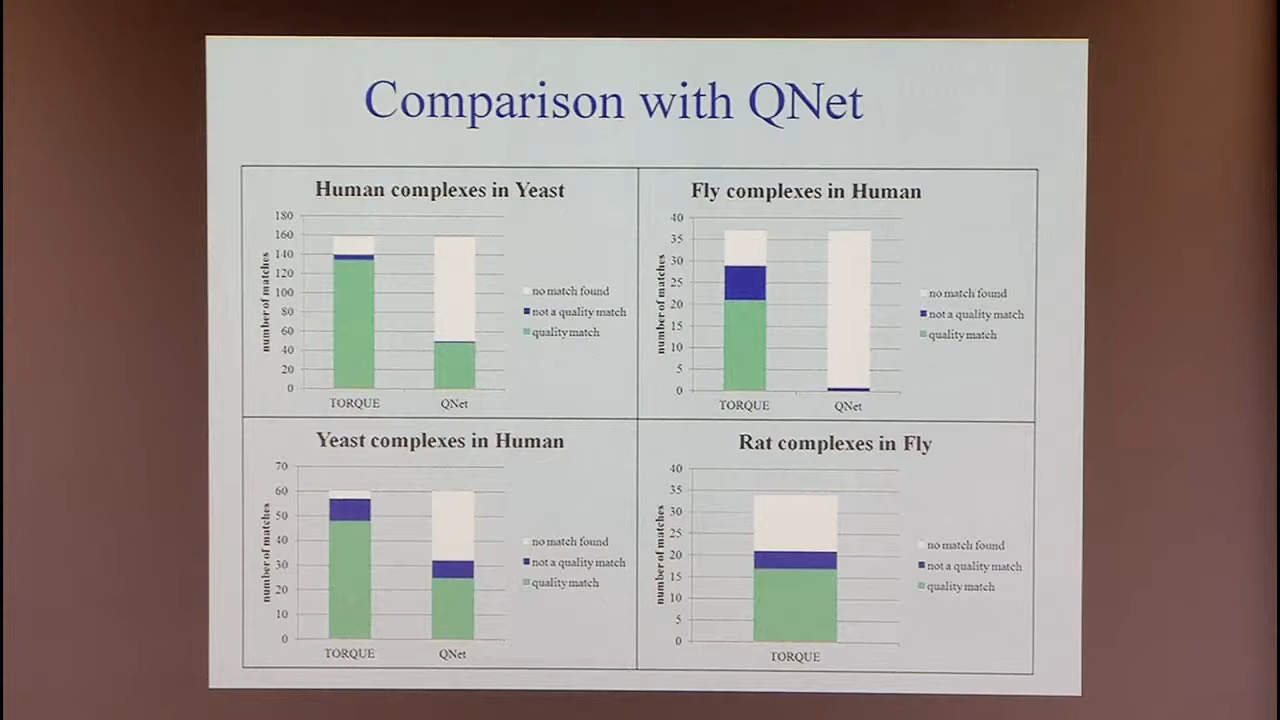 Comparison with QNet
Human complexes in Yeast
number of matches
180
160
140
120
100
80
60
40
20
0
TORQUE
QNet
no match found
not a quality match
quality match
Fly complexes in Human
number of matches
40
35
30
25
20
15
10
5
0
TORQUE
QNet
no match found
not a quality match
quality match
Yeast complexes in Human
number of matches
70
60
50
40
30
20
10
0
TORQUE
QNet
no match found
not a quality match
quality match
Rat complexes in Fly
number of matches
40
35
30
25
20
15
10
5
0
TORQUE
no match found
not a quality match
quality match